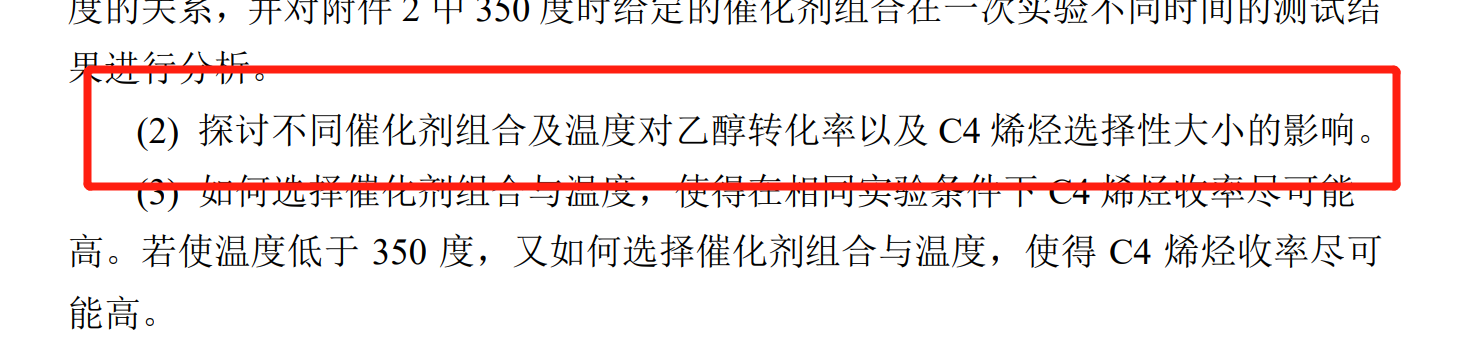 度的关系，并对附件 2 中 350 度时给定的催化剂组合在一次实验不同时间的测试结
果进行分析。
(2) 探讨不同催化剂组合及温度对乙醇转化率以及 C4 烯烃选择性大小的影响。
(3) 如何选择催化剂组合与温度，使得在相同实验条件下 C4 烯烃收率尽可能
高。若使温度低于 350 度，又如何选择催化剂组合与温度，使得 C4 烯烃收率尽可
能高。